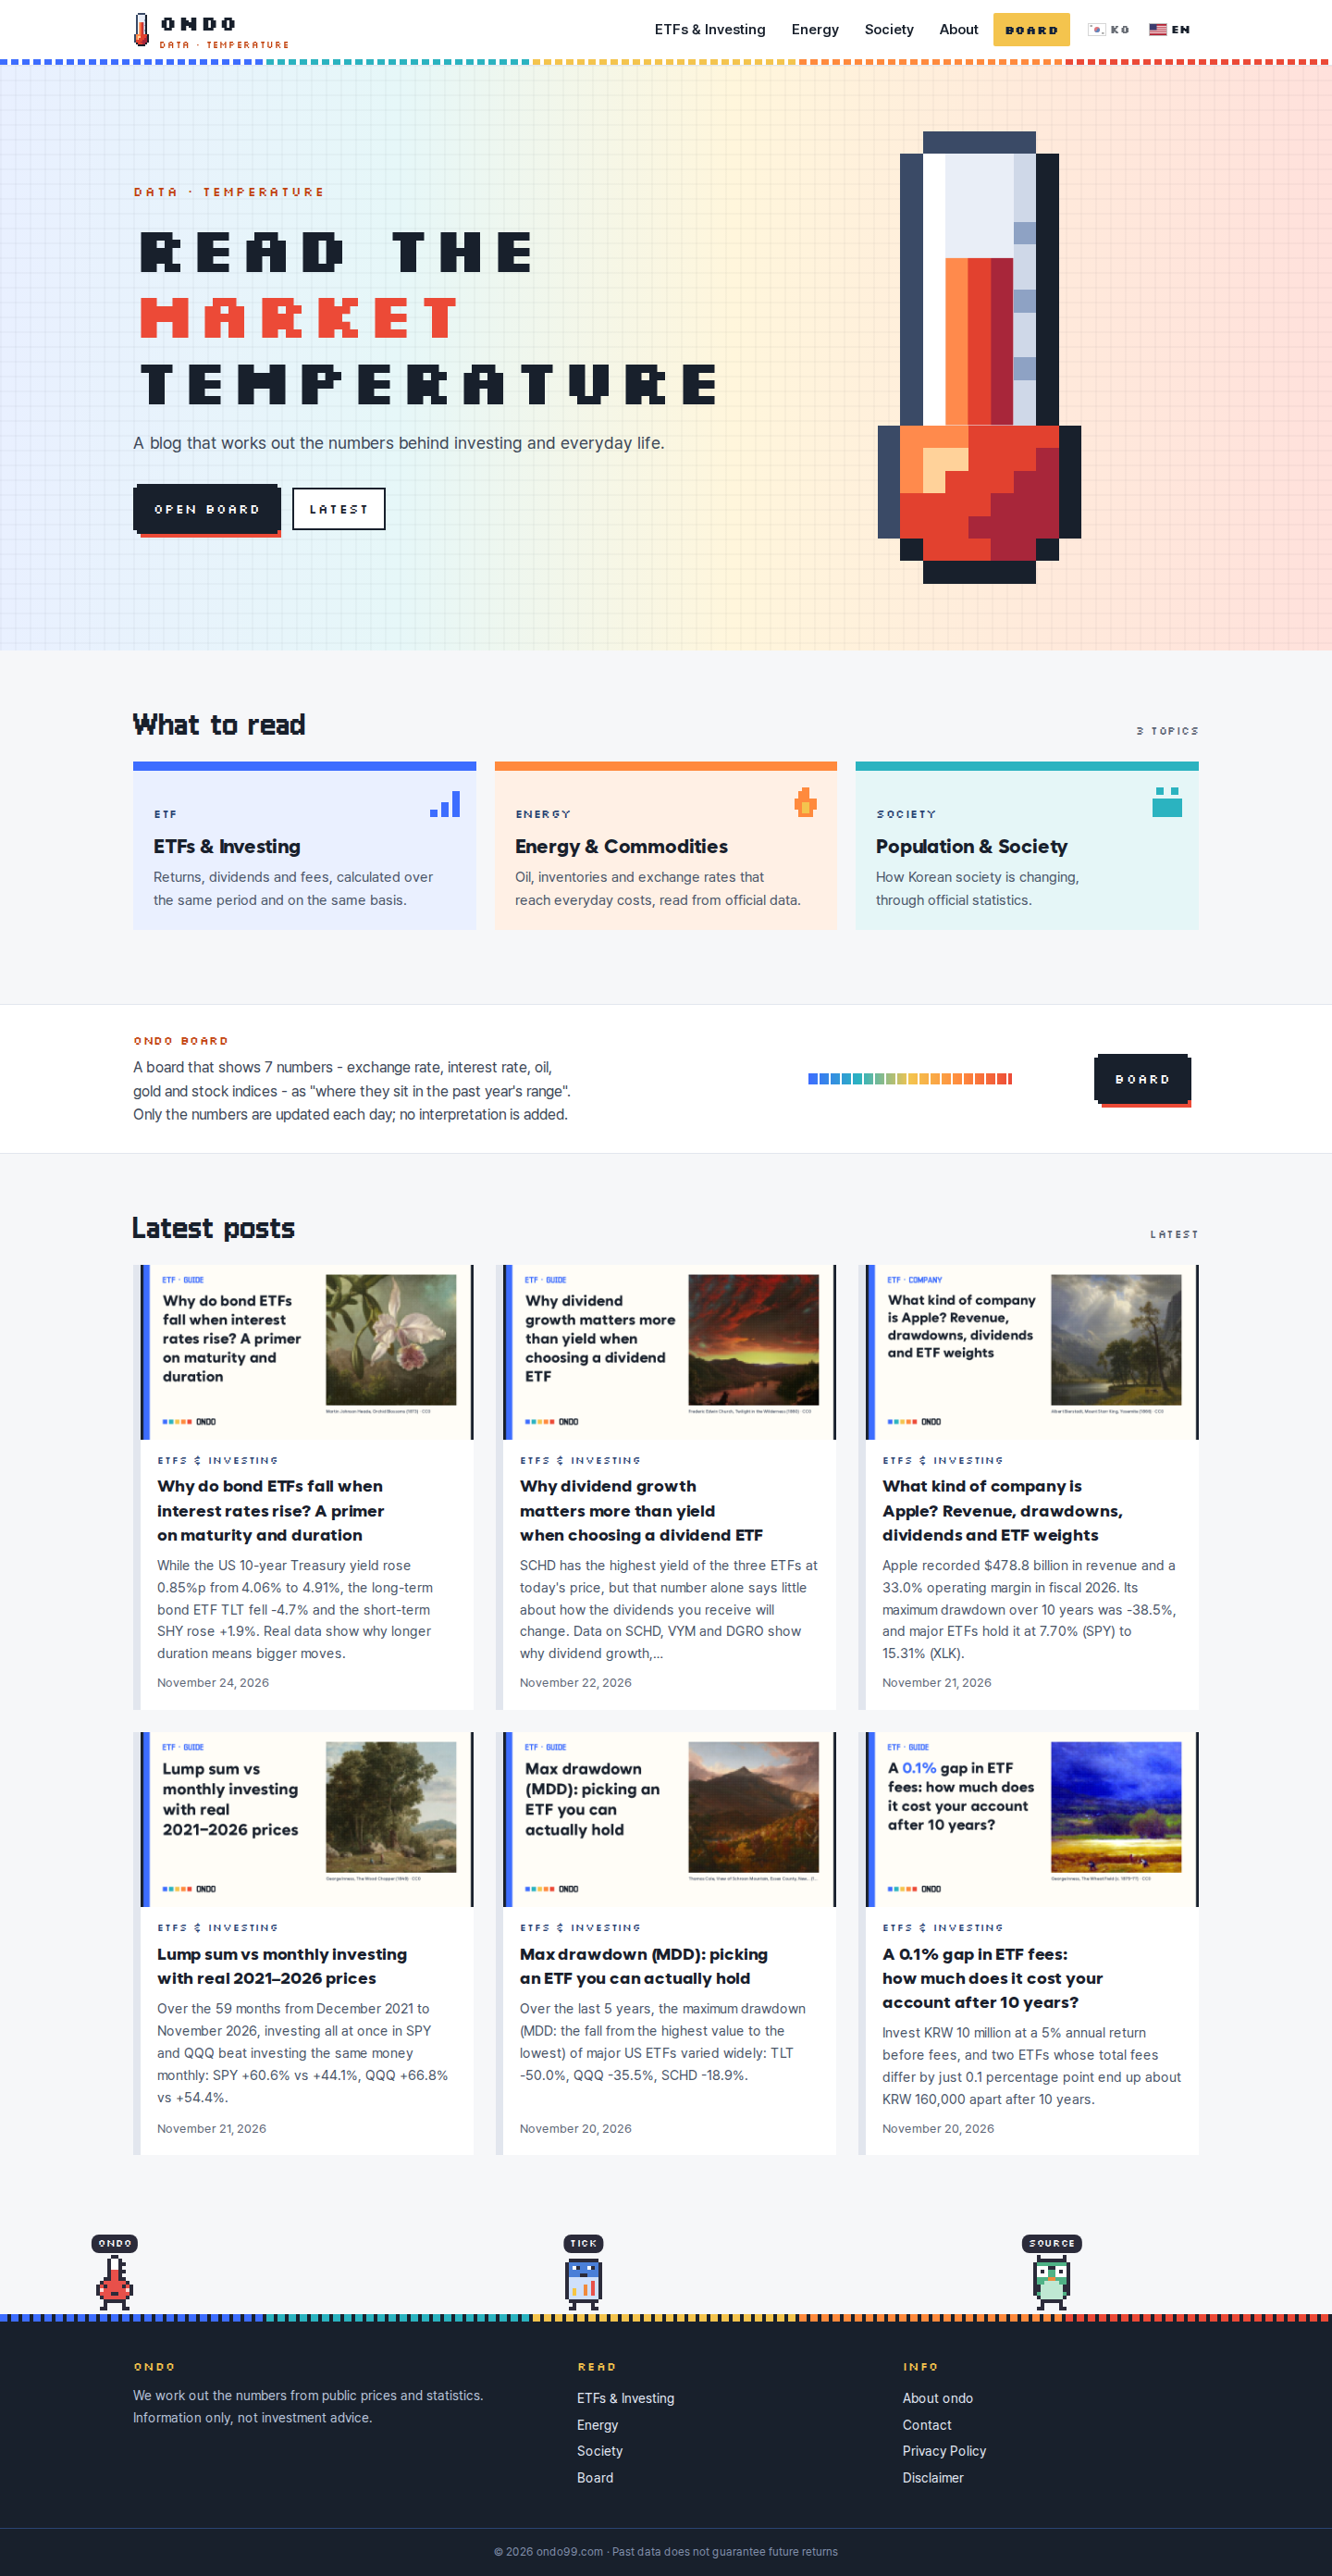 ONDO
DATA · TEMPERATURE
ETFs & Investing
Energy
Society
About
BOARD
KO
EN
DATA · TEMPERATURE
READ THE
MARKET
TEMPERATURE
A blog that works out the numbers behind investing and everyday life.
OPEN BOARD
LATEST
What to read
3 TOPICS
ETF
ETFs & Investing
Returns, dividends and fees, calculated over
the same period and on the same basis.
ENERGY
Energy & Commodities
Oil, inventories and exchange rates that
reach everyday costs, read from official data.
SOCIETY
Population & Society
How Korean society is changing,
through official statistics.
ONDO BOARD
A board that shows 7 numbers - exchange rate, interest rate, oil,
gold and stock indices - as "where they sit in the past year's range".
Only the numbers are updated each day; no interpretation is added.
BOARD
Latest posts
LATEST
ETF · GUIDE
Why do bond ETFs
fall when interest
rates rise? A primer
on maturity and
duration
ONDO
ETFS & INVESTING
Why do bond ETFs fall when
interest rates rise? A primer
on maturity and duration
While the US 10-year Treasury yield rose
0.85%p from 4.06% to 4.91%, the long-term
bond ETF TLT fell -4.7% and the short-term
SHY rose +1.9%. Real data show why longer
duration means bigger moves.
November 24, 2026
ETF · GUIDE
Why dividend
growth matters more
than yield when
choosing a dividend
ETF
ONDO
ETFS & INVESTING
Why dividend growth
matters more than yield
when choosing a dividend ETF
SCHD has the highest yield of the three ETFs at
today's price, but that number alone says little
about how the dividends you receive will
change. Data on SCHD, VYM and DGRO show
why dividend growth,...
November 22, 2026
ETF · COMPANY
What kind of company
is Apple? Revenue,
drawdowns, dividends
and ETF weights
ONDO
ETFS & INVESTING
What kind of company is
Apple? Revenue, drawdowns,
dividends and ETF weights
Apple recorded $478.8 billion in revenue and a
33.0% operating margin in fiscal 2026. Its
maximum drawdown over 10 years was -38.5%,
and major ETFs hold it at 7.70% (SPY) to
15.31% (XLK).
November 21, 2026
ETF · GUIDE
Lump sum vs
monthly investing
with real
2021–2026 prices
ONDO
ETFS & INVESTING
Lump sum vs monthly investing
with real 2021–2026 prices
Over the 59 months from December 2021 to
November 2026, investing all at once in SPY
and QQQ beat investing the same money
monthly: SPY +60.6% vs +44.1%, QQQ +66.8%
vs +54.4%.
November 21, 2026
ETF · GUIDE
Max drawdown
(MDD): picking an
ETF you can
actually hold
ONDO
ETFS & INVESTING
Max drawdown (MDD): picking
an ETF you can actually hold
Over the last 5 years, the maximum drawdown
(MDD: the fall from the highest value to the
lowest) of major US ETFs varied widely: TLT
-50.0%, QQQ -35.5%, SCHD -18.9%.
November 20, 2026
ETF · GUIDE
A 0.1% gap in ETF
fees: how much does
it cost your account
after 10 years?
ONDO
ETFS & INVESTING
A 0.1% gap in ETF fees:
how much does it cost your
account after 10 years?
Invest KRW 10 million at a 5% annual return
before fees, and two ETFs whose total fees
differ by just 0.1 percentage point end up about
KRW 160,000 apart after 10 years.
November 20, 2026
ONDO
TICK
SOURCE
ONDO
We work out the numbers from public prices and statistics.
Information only, not investment advice.
READ
ETFs & Investing
Energy
Society
Board
INFO
About ondo
Contact
Privacy Policy
Disclaimer
© 2026 ondo99.com · Past data does not guarantee future returns